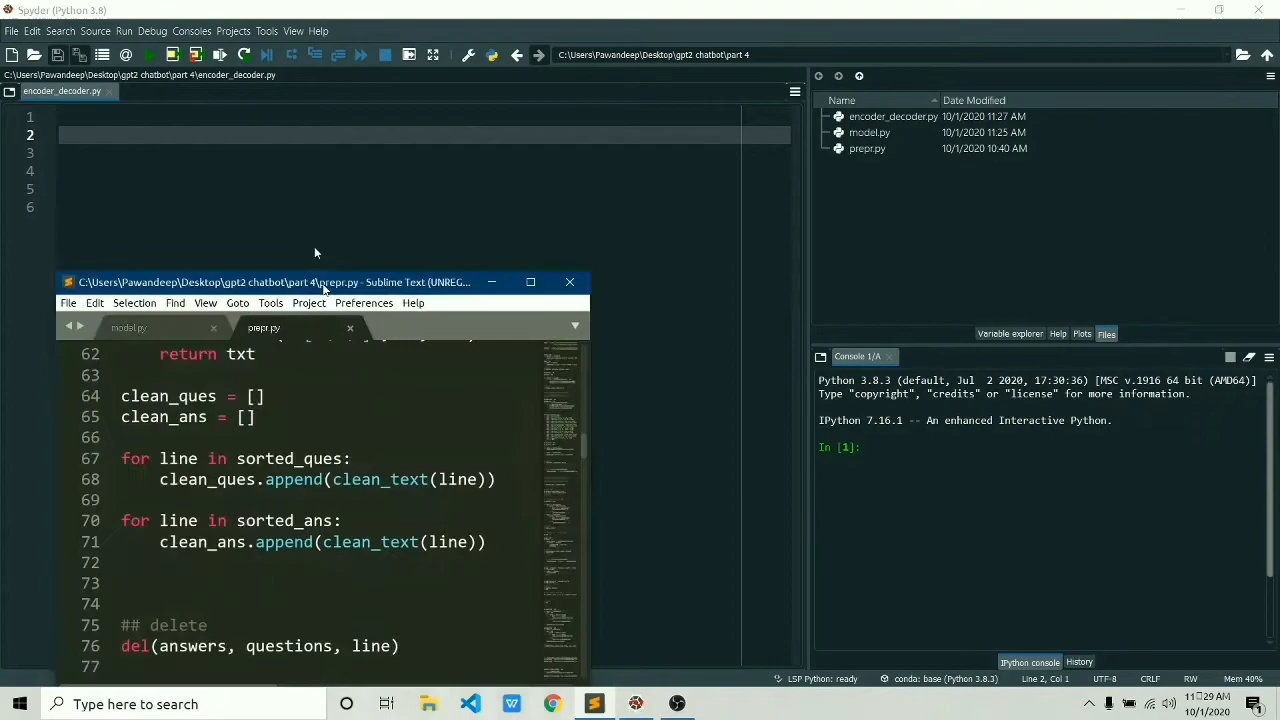 Spyder (Python 3.8)
File Edit Search Source Run Debug Consoles Projects Tools View Help
C:\Users\Pawandeep\Desktop\gpt2 chatbot\part 4
C:\Users\Pawandeep\Desktop\gpt2 chatbot\part 4\encoder_decoder.py
encoder_decoder.py
1
2
3
4
5
6
Name Date Modified
encoder_decoder.py 10/1/2020 11:27 AM
model.py 10/1/2020 11:25 AM
prepr.py 10/1/2020 10:40 AM
Variable explorer Help Plots Files
C:\Users\Pawandeep\Desktop\gpt2 chatbot\part 4\prepr.py - Sublime Text (UNREG...
File Edit Selection Find View Goto Tools Project Preferences Help
model.py prepr.py
62 return txt
63
64 clean_ques = []
65 clean_ans = []
66
67 for line in sorted_ques:
68 clean_ques.append(clean_text(line))
69
70 for line in sorted_ans:
71 clean_ans.append(clean_text(line))
72
73
74
75 ## delete
76 del(answers, questions, line)
77
Console 1/A
Python 3.8.3 (default, Jul 2020, 17:30: [MSC v. bit
"copyright", "credits" "license" for more information.
IPython 7.16. -- An enhanced Interactive Python.
In [1]:
IPython console History
LSP Python: ready conda: base (Python 3.8.3) Line 2, Col 1 UTF-8 CRLF RW Mem 40%
Type here to search
11:29 AM
10/1/2020